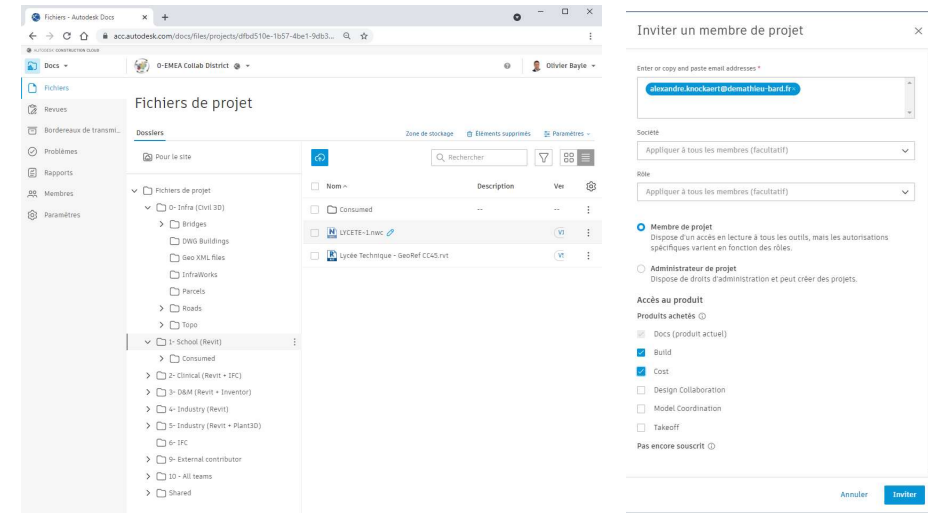 Fichiers - Autodesk Docs
acc.autodesk.com/docs/files/projects/dfbd510e-1b57-4be1-9db3...
AUTODESK CONSTRUCTION CLOUD
Docs
0-EMEA Collab District
Olivier Bayle
Fichiers
Revues
Bordereaux de transmi...
Problèmes
Rapports
Membres
Paramètres
Fichiers de projet
Dossiers
Zone de stockage
Éléments supprimés
Paramètres
Pour le site
Rechercher
Fichiers de projet
0- Infra (Civil 3D)
Bridges
DWG Buildings
Geo XML files
InfraWorks
Parcels
Roads
Topo
1- School (Revit)
Consumed
2- Clinical (Revit + IFC)
3- D&M (Revit + Inventor)
4- Industry (Revit)
5- Industry (Revit + Plant3D)
6- IFC
9- External contributor
10 - All teams
Shared
Nom Description Ver
Consumed -- --
LYCETE-1.nwc V1
Lycée Technique - GeoRef CC45.rvt V1
Inviter un membre de projet
Enter or copy and paste email addresses *
alexandre.knockaert@demathieu-bard.fr
Société
Appliquer à tous les membres (facultatif)
Rôle
Appliquer à tous les membres (facultatif)
Membre de projet
Dispose d'un accès en lecture à tous les outils, mais les autorisations
spécifiques varient en fonction des rôles.
Administrateur de projet
Dispose de droits d'administration et peut créer des projets.
Accès au produit
Produits achetés
Docs (produit actuel)
Build
Cost
Design Collaboration
Model Coordination
Takeoff
Pas encore souscrit
Annuler
Inviter